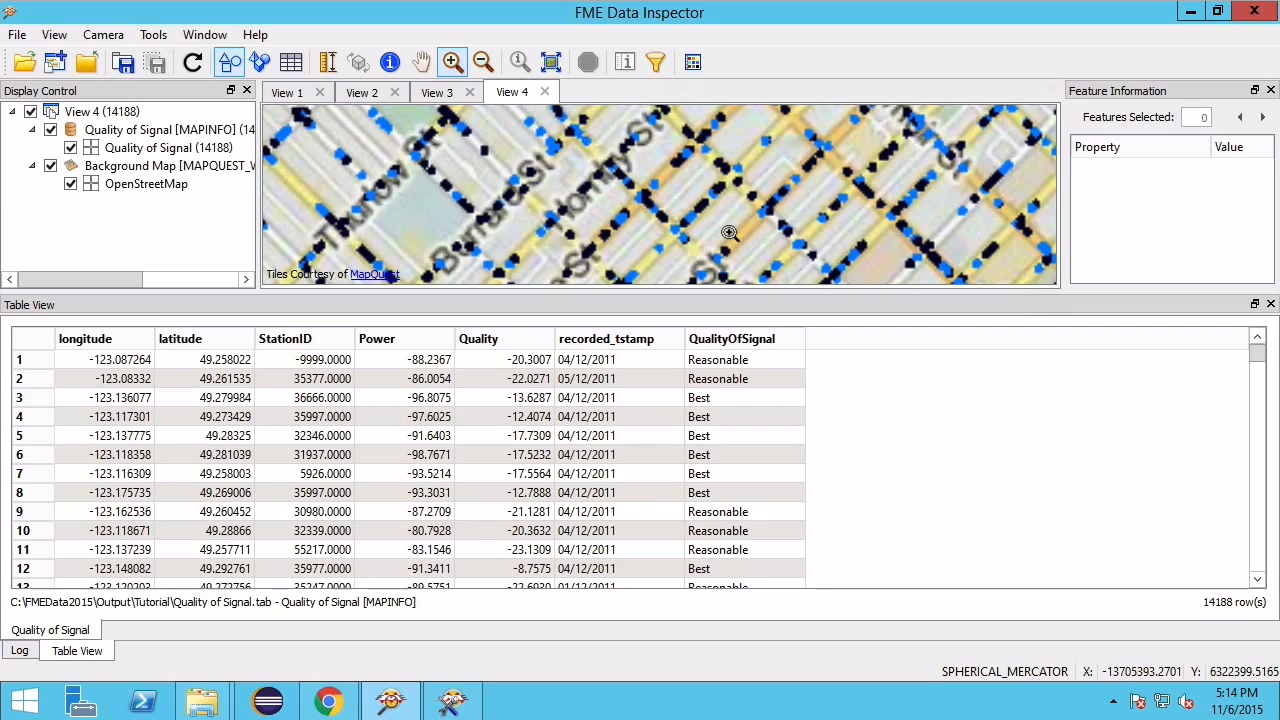 FME Data Inspector
File View Camera Tools Window Help
Display Control
View 4 (14188)
Quality of Signal [MAPINFO] (14
Quality of Signal (14188)
Background Map [MAPQUEST_W
OpenStreetMap
View 1 View 2 View 3 View 4
Thurlow St
Burrard St
Hornby St
St
St
Tiles Courtesy of MapQuest
Feature Information
Features Selected: 0
Property Value
Table View
longitude latitude StationID Power Quality recorded_tstamp QualityOfSignal
1 -123.087264 49.258022 -9999.0000 -88.2367 -20.3007 04/12/2011 Reasonable
2 -123.08332 49.261535 35377.0000 -86.0054 -22.0271 05/12/2011 Reasonable
3 -123.136077 49.279984 36666.0000 -96.8075 -13.6287 04/12/2011 Best
4 -123.117301 49.273429 35997.0000 -97.6025 -12.4074 04/12/2011 Best
5 -123.137775 49.28325 32346.0000 -91.6403 -17.7309 04/12/2011 Best
6 -123.118358 49.281039 31937.0000 -98.7671 -17.5232 04/12/2011 Best
7 -123.116309 49.258003 5926.0000 -93.5214 -17.5564 04/12/2011 Best
8 -123.175735 49.269006 35997.0000 -93.3031 -12.7888 04/12/2011 Best
9 -123.162536 49.260452 30980.0000 -87.2709 -21.1281 04/12/2011 Reasonable
10 -123.118671 49.28866 32339.0000 -80.7928 -20.3632 04/12/2011 Reasonable
11 -123.137239 49.257711 55217.0000 -83.1546 -23.1309 04/12/2011 Reasonable
12 -123.148082 49.292761 35977.0000 -91.3411 -8.7575 04/12/2011 Best
13 Reasonable
C:\FMEData2015\Output\Tutorial\Quality of Signal.tab - Quality of Signal [MAPINFO] 14188 row(s)
Quality of Signal
Log Table View
SPHERICAL_MERCATOR X: -13705393.2701 Y: 6322399.5165
5:14 PM
11/6/2015